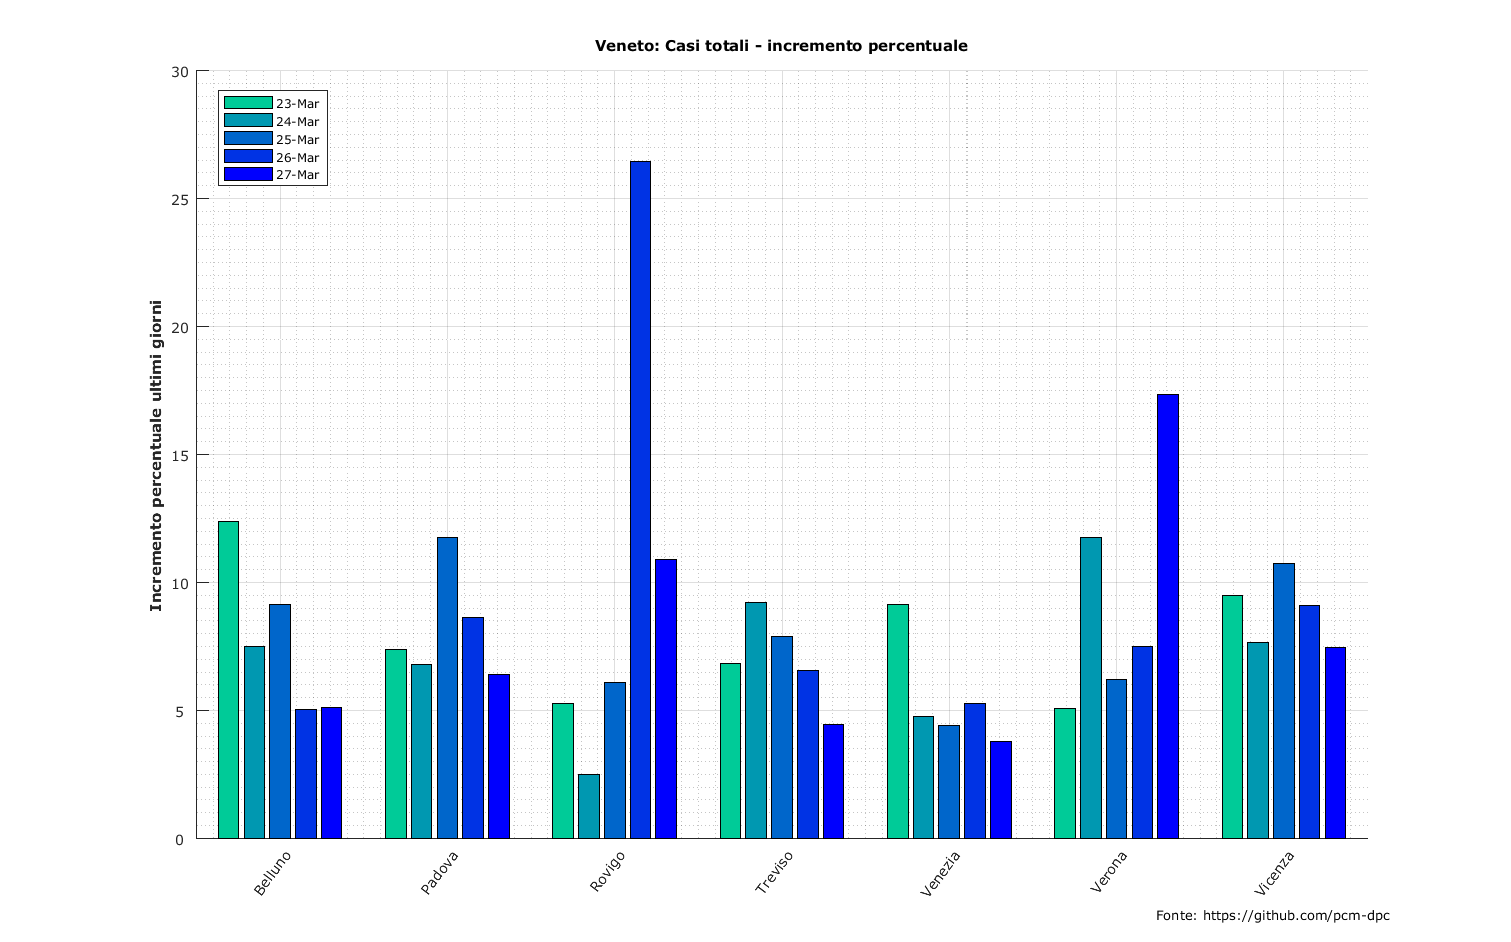 Veneto: Casi totali - incremento percentuale
Incremento percentuale ultimi giorni
30
25
20
15
10
5
0
23-Mar
24-Mar
25-Mar
26-Mar
27-Mar
Belluno
Padova
Rovigo
Treviso
Venezia
Verona
Vicenza
Fonte: https://github.com/pcm-dpc